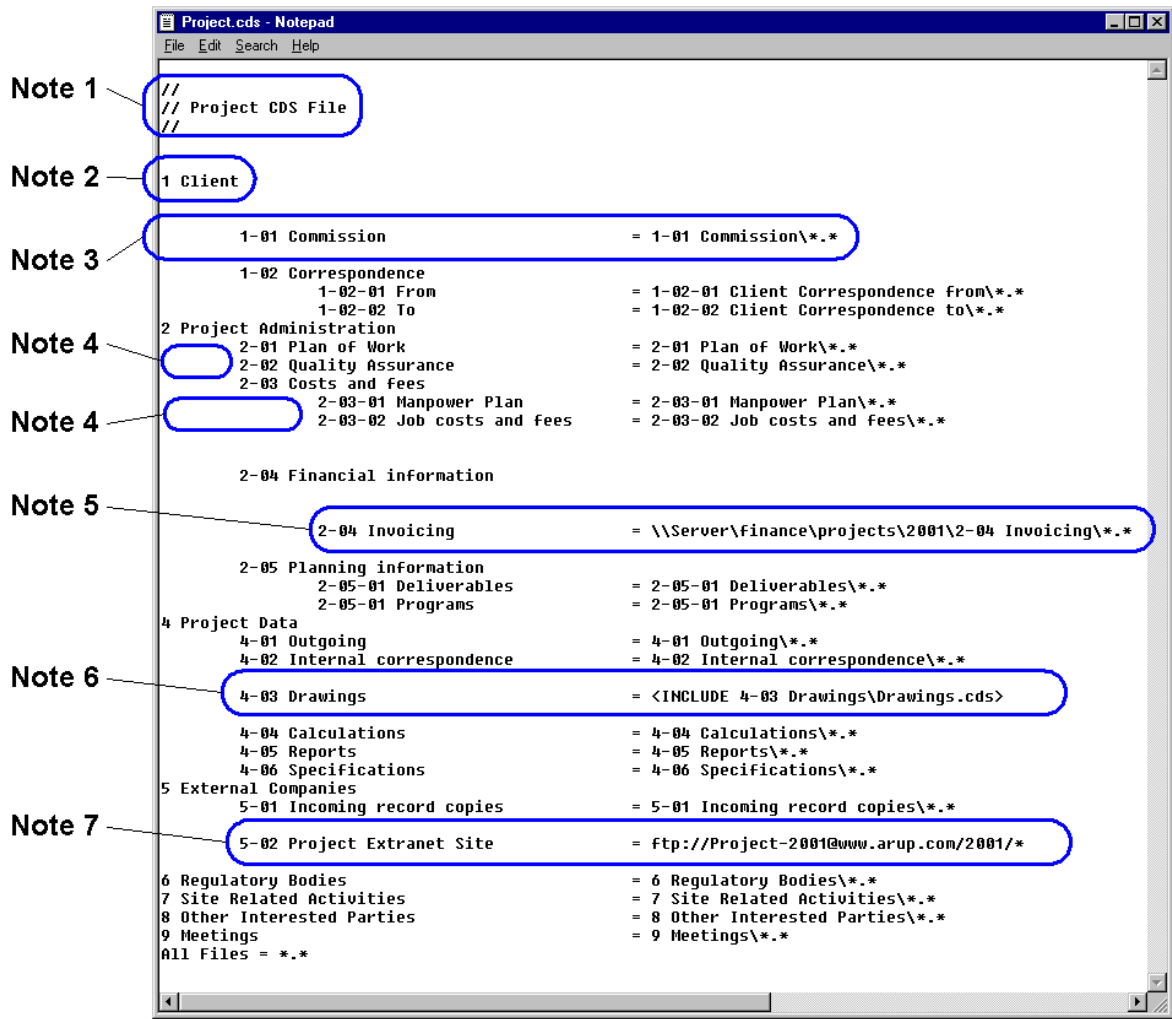 Project.cds - Notepad
File Edit Search Help
Note 1
//
// Project CDS File
//
Note 2
1 Client
Note 3
1-01 Commission = 1-01 Commission\*.*
1-02 Correspondence
1-02-01 From = 1-02-01 Client Correspondence from\*.*
1-02-02 To = 1-02-02 Client Correspondence to\*.*
2 Project Administration
Note 4
2-01 Plan of Work = 2-01 Plan of Work\*.*
2-02 Quality Assurance = 2-02 Quality Assurance\*.*
2-03 Costs and fees
Note 4
2-03-01 Manpower Plan = 2-03-01 Manpower Plan\*.*
2-03-02 Job costs and fees = 2-03-02 Job costs and fees\*.*
2-04 Financial information
Note 5
2-04 Invoicing = \\Server\finance\projects\2001\2-04 Invoicing\*.*
2-05 Planning information
2-05-01 Deliverables = 2-05-01 Deliverables\*.*
2-05-01 Programs = 2-05-01 Programs\*.*
4 Project Data
4-01 Outgoing = 4-01 Outgoing\*.*
4-02 Internal correspondence = 4-02 Internal correspondence\*.*
Note 6
4-03 Drawings = <INCLUDE 4-03 Drawings\Drawings.cds>
4-04 Calculations = 4-04 Calculations\*.*
4-05 Reports = 4-05 Reports\*.*
4-06 Specifications = 4-06 Specifications\*.*
5 External Companies
5-01 Incoming record copies = 5-01 Incoming record copies\*.*
Note 7
5-02 Project Extranet Site = ftp://Project-2001@www.arup.com/2001/*
6 Regulatory Bodies = 6 Regulatory Bodies\*.*
7 Site Related Activities = 7 Site Related Activities\*.*
8 Other Interested Parties = 8 Other Interested Parties\*.*
9 Meetings = 9 Meetings\*.*
All Files = *.*